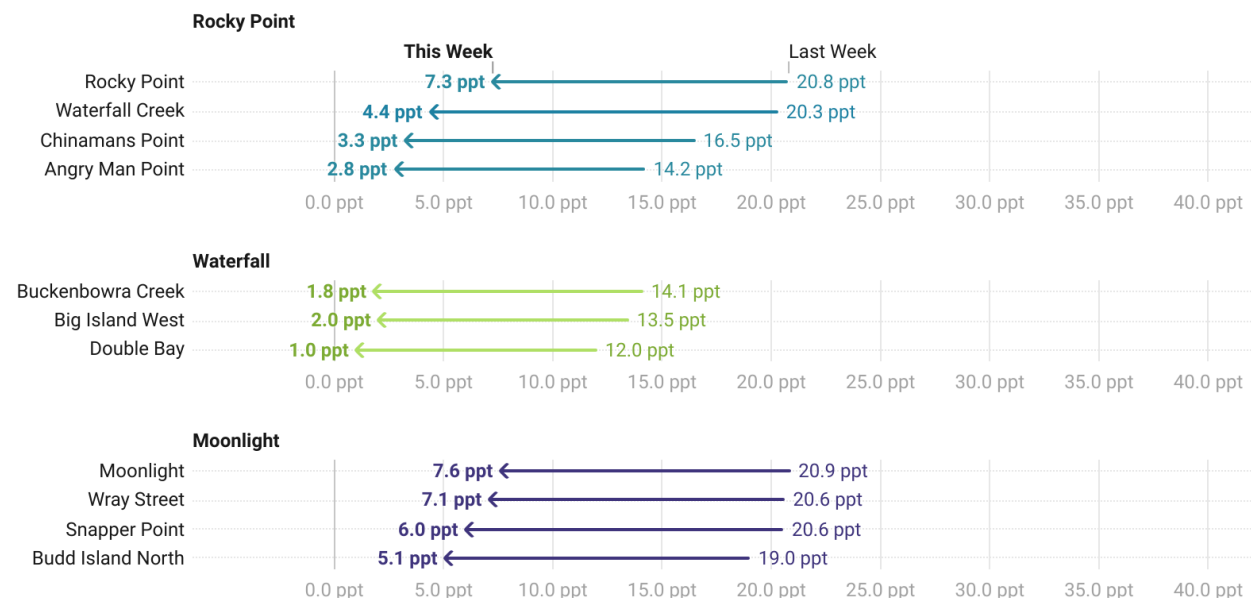 Rocky Point
This Week Last Week
Rocky Point 7.3 ppt 20.8 ppt
Waterfall Creek 4.4 ppt 20.3 ppt
Chinamans Point 3.3 ppt 16.5 ppt
Angry Man Point 2.8 ppt 14.2 ppt
0.0 ppt 5.0 ppt 10.0 ppt 15.0 ppt 20.0 ppt 25.0 ppt 30.0 ppt 35.0 ppt 40.0 ppt
Waterfall
Buckenbowra Creek 1.8 ppt 14.1 ppt
Big Island West 2.0 ppt 13.5 ppt
Double Bay 1.0 ppt 12.0 ppt
0.0 ppt 5.0 ppt 10.0 ppt 15.0 ppt 20.0 ppt 25.0 ppt 30.0 ppt 35.0 ppt 40.0 ppt
Moonlight
Moonlight 7.6 ppt 20.9 ppt
Wray Street 7.1 ppt 20.6 ppt
Snapper Point 6.0 ppt 20.6 ppt
Budd Island North 5.1 ppt 19.0 ppt
0.0 ppt 5.0 ppt 10.0 ppt 15.0 ppt 20.0 ppt 25.0 ppt 30.0 ppt 35.0 ppt 40.0 ppt